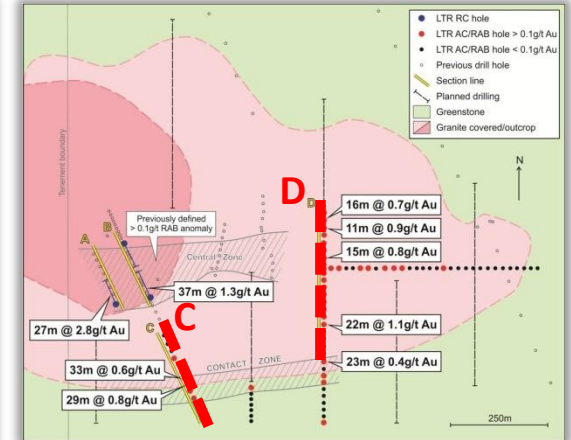 LTR RC hole
LTR AC/RAB hole > 0.1g/t Au
LTR AC/RAB hole < 0.1g/t Au
Previous drill hole
Section line
Planned drilling
Greenstone
Granite covered/outcrop
Tenement boundary
N
D
D
16m @ 0.7g/t Au
11m @ 0.9g/t Au
15m @ 0.8g/t Au
Previously defined
> 0.1g/t RAB anomaly
B
A
Central Zone
37m @ 1.3g/t Au
27m @ 2.8g/t Au
C
C
22m @ 1.1g/t Au
23m @ 0.4g/t Au
33m @ 0.6g/t Au
29m @ 0.8g/t Au
CONTACT ZONE
250m